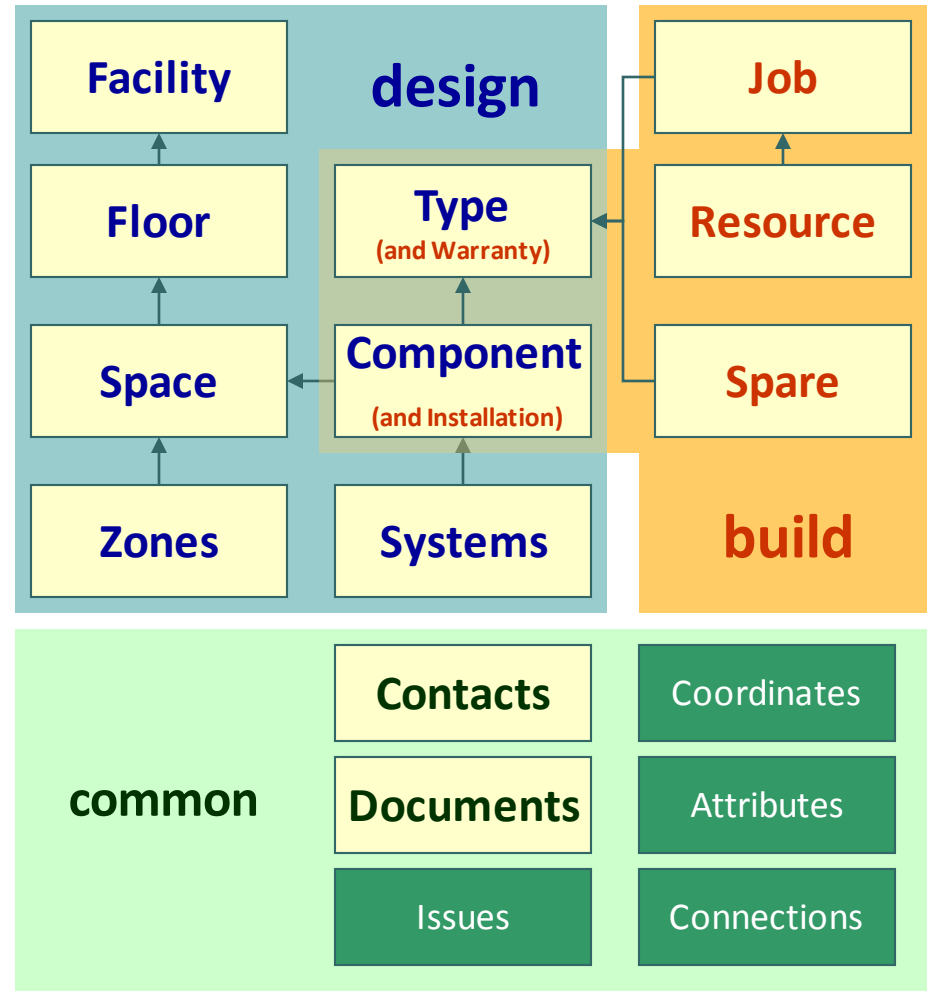 Facility
design
Job
Floor
Type
(and Warranty)
Resource
Space
Component
(and Installation)
Spare
Zones
Systems
build
common
Contacts
Coordinates
Documents
Attributes
Issues
Connections